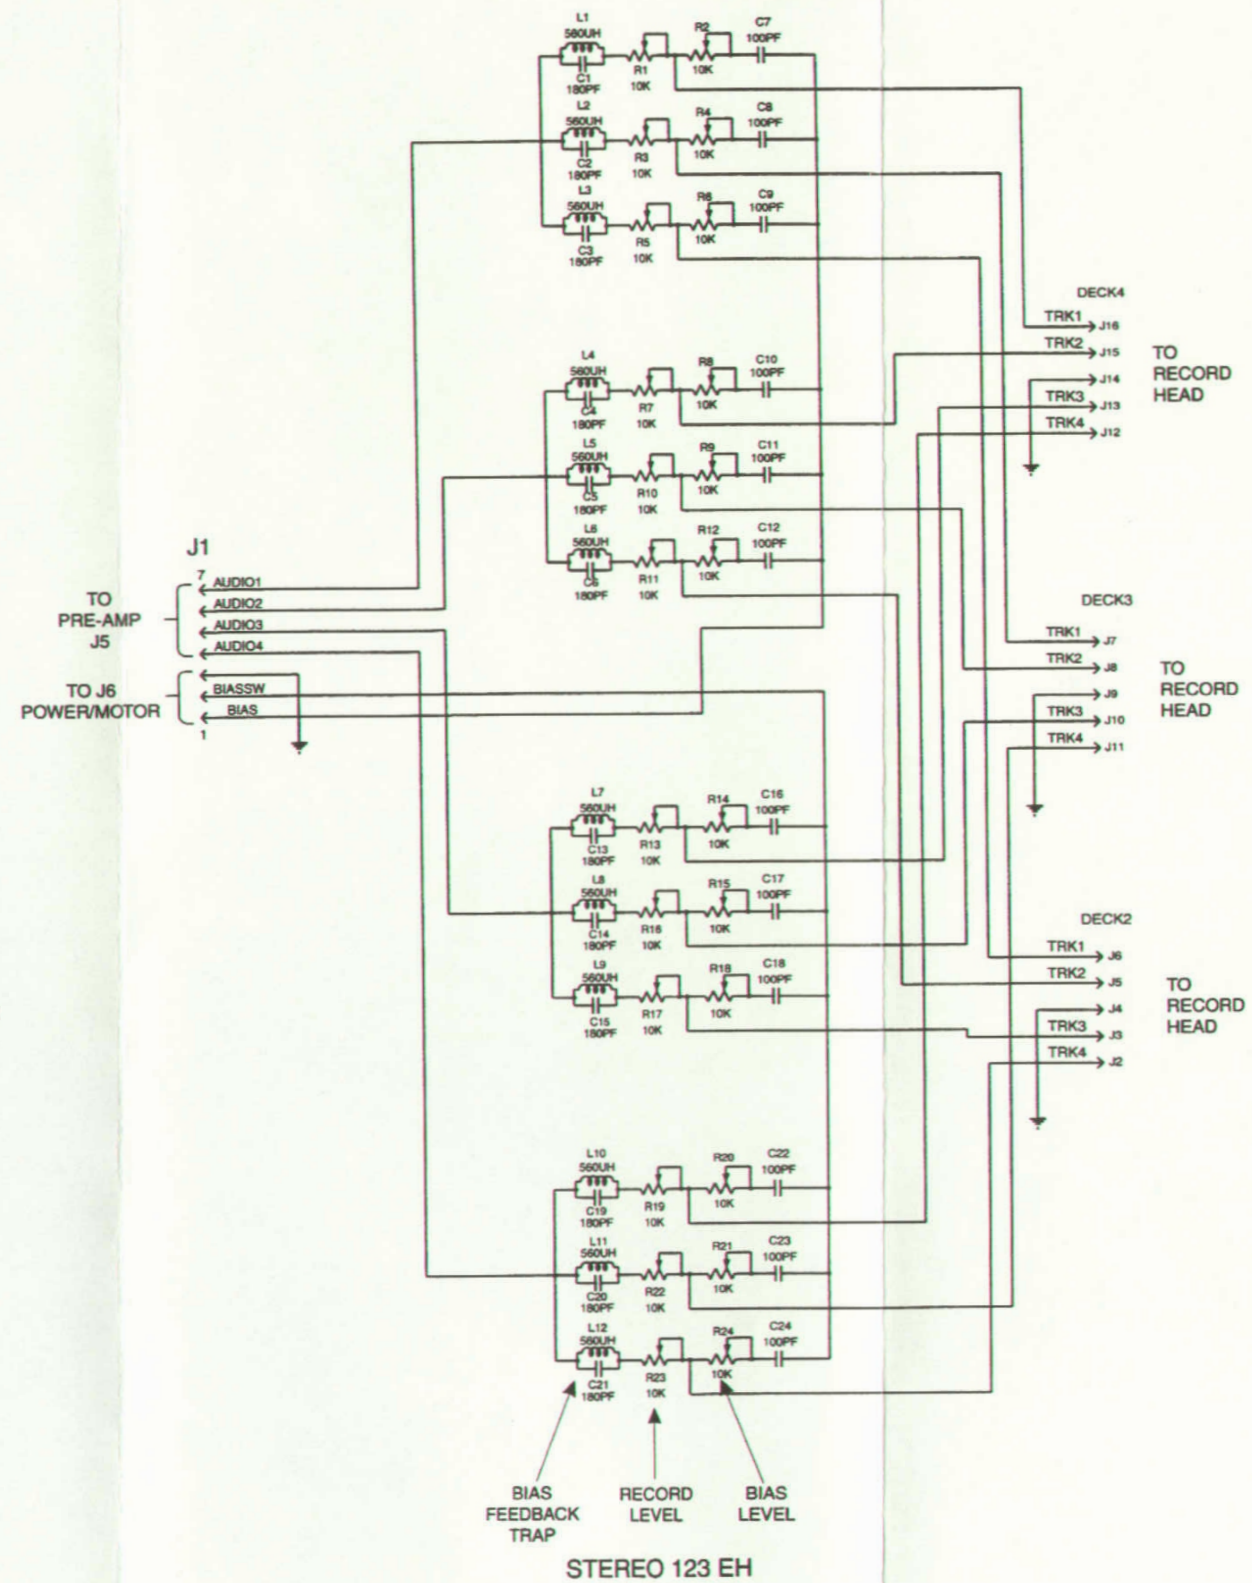 L1
560UH
C1
180PF
R1
10K
R2
10K
C7
100PF
L2
560UH
C2
180PF
R3
10K
R4
10K
C8
100PF
L3
560UH
C3
180PF
R5
10K
R6
10K
C9
100PF
L4
560UH
C4
180PF
R7
10K
R8
10K
C10
100PF
L5
560UH
C5
180PF
R10
10K
R9
10K
C11
100PF
L6
560UH
C6
180PF
R11
10K
R12
10K
C12
100PF
J1
7
AUDIO1
AUDIO2
AUDIO3
AUDIO4
BIASSW
BIAS
1
TO
PRE-AMP
J5
TO J6
POWER/MOTOR
L7
560UH
C13
180PF
R13
10K
R14
10K
C16
100PF
L8
560UH
C14
180PF
R16
10K
R15
10K
C17
100PF
L9
560UH
C15
180PF
R17
10K
R18
10K
C18
100PF
L10
560UH
C19
180PF
R19
10K
R20
10K
C22
100PF
L11
560UH
C20
180PF
R22
10K
R21
10K
C23
100PF
L12
560UH
C21
180PF
R23
10K
R24
10K
C24
100PF
DECK4
TRK1 J16
TRK2 J15
J14
TRK3 J13
TRK4 J12
TO
RECORD
HEAD
DECK3
TRK1 J7
TRK2 J8
J9
TRK3 J10
TRK4 J11
TO
RECORD
HEAD
DECK2
TRK1 J6
TRK2 J5
J4
TRK3 J3
TRK4 J2
TO
RECORD
HEAD
BIAS
FEEDBACK
TRAP
RECORD
LEVEL
BIAS
LEVEL
STEREO 123 EH